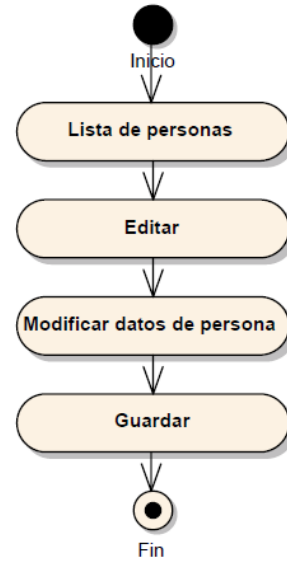 Inicio
Lista de personas
Editar
Modificar datos de persona
Guardar
Fin